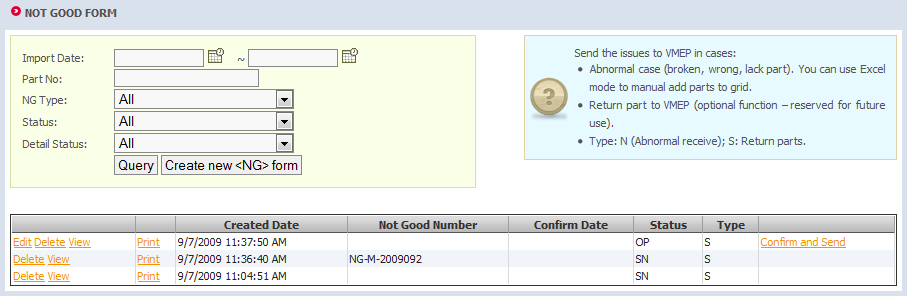 NOT GOOD FORM
Import Date: ~
Part No:
NG Type: All
Status: All
Detail Status: All
Query Create new <NG> form
Send the issues to VMEP in cases:
• Abnormal case (broken, wrong, lack part). You can use Excel
mode to manual add parts to grid.
• Return part to VMEP (optional function – reserved for future
use).
• Type: N (Abnormal receive); S: Return parts.
Created Date Not Good Number Confirm Date Status Type
Edit Delete View Print 9/7/2009 11:37:50 AM OP S Confirm and Send
Delete View Print 9/7/2009 11:36:40 AM NG-M-2009092 SN S
Delete View Print 9/7/2009 11:04:51 AM SN S